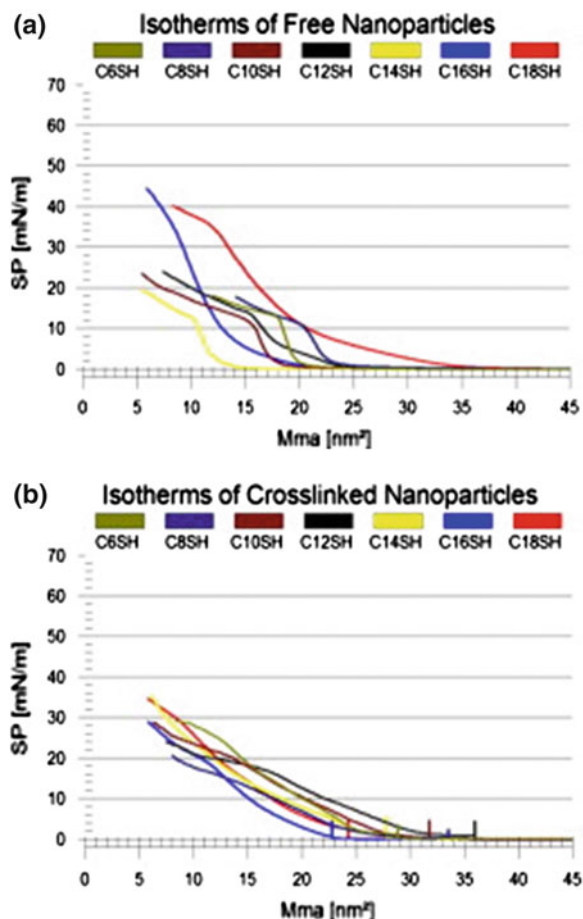 (a) Isotherms of Free Nanoparticles
C6SH C8SH C10SH C12SH C14SH C16SH C18SH
70
60
50
40
30
20
10
0
SP [mN/m]
0 5 10 15 20 25 30 35 40 45
Mma [nm²]
(b) Isotherms of Crosslinked Nanoparticles
C6SH C8SH C10SH C12SH C14SH C16SH C18SH
70
60
50
40
30
20
10
0
SP [mN/m]
0 5 10 15 20 25 30 35 40 45
Mma [nm²]